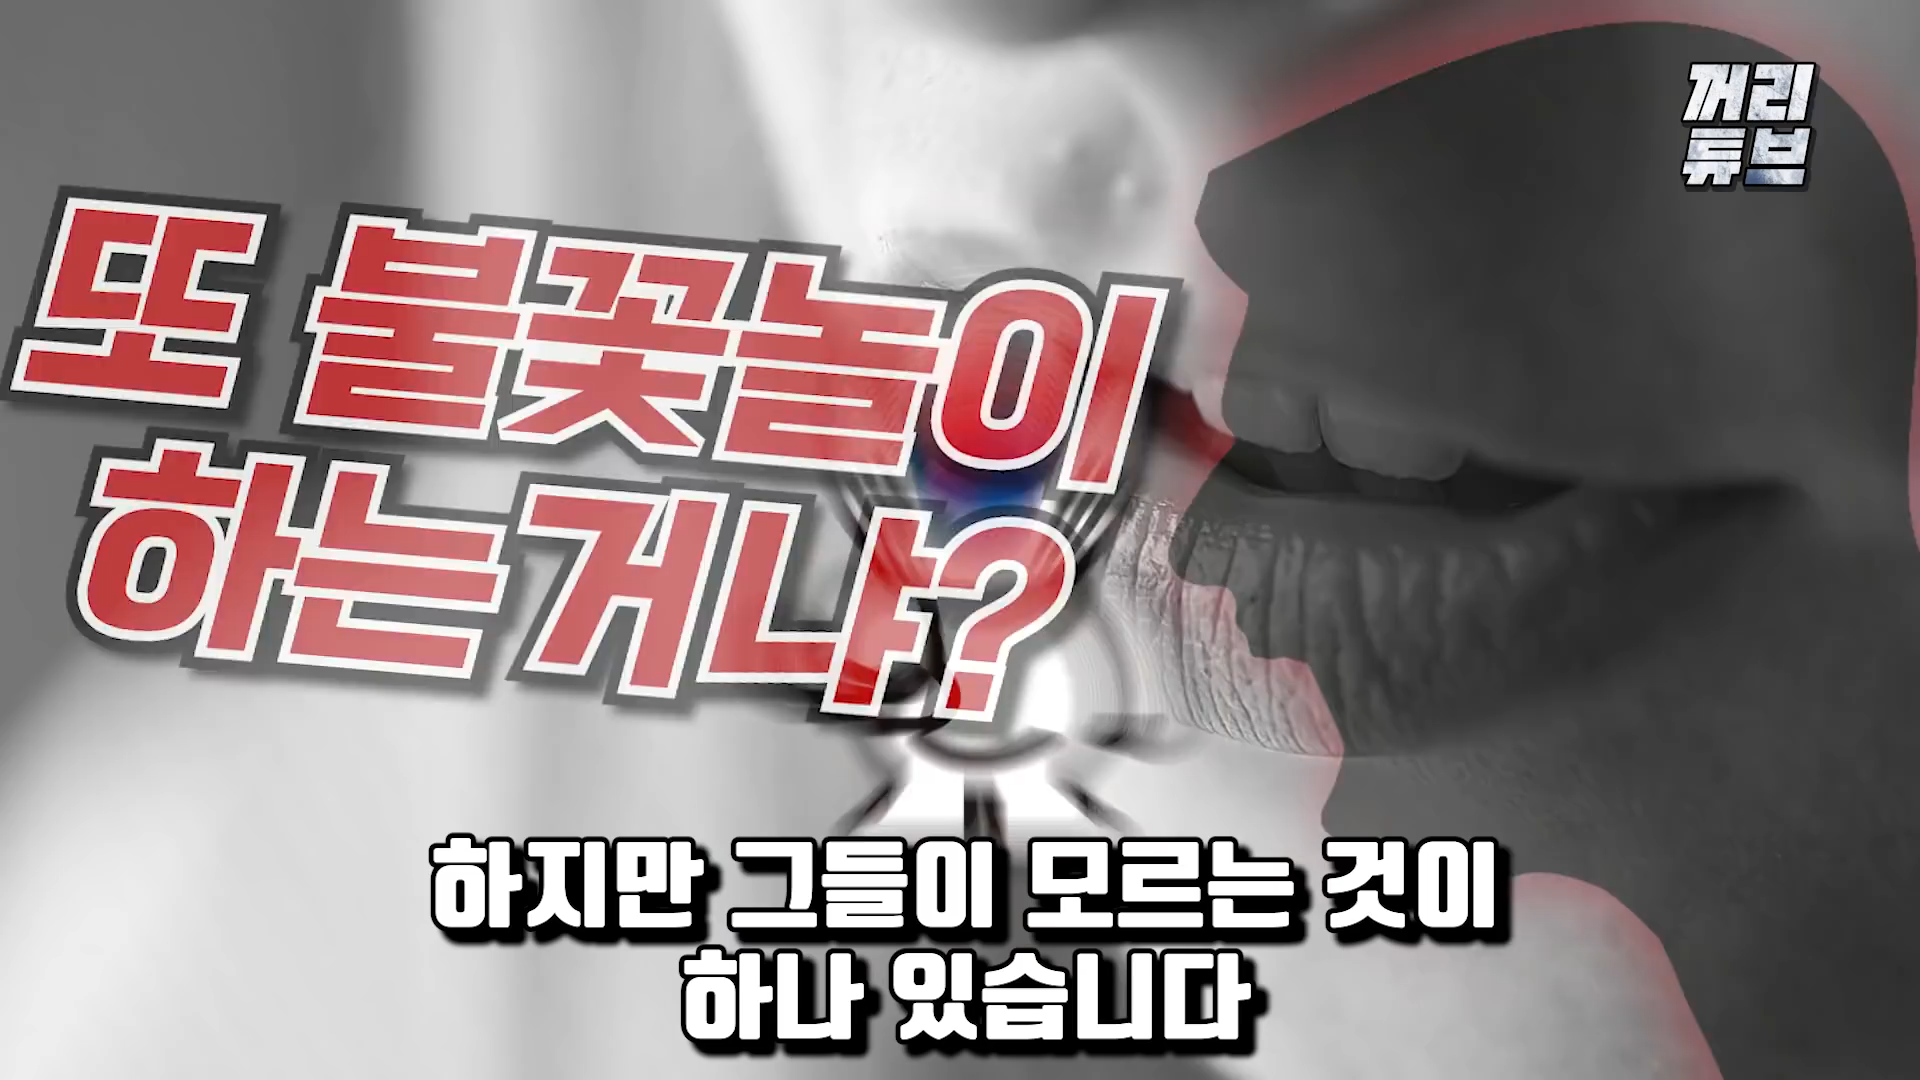 꺼리
튜브
또 불꽃놀이
하는거냐?
하지만 그들이 모르는 것이
하나 있습니다